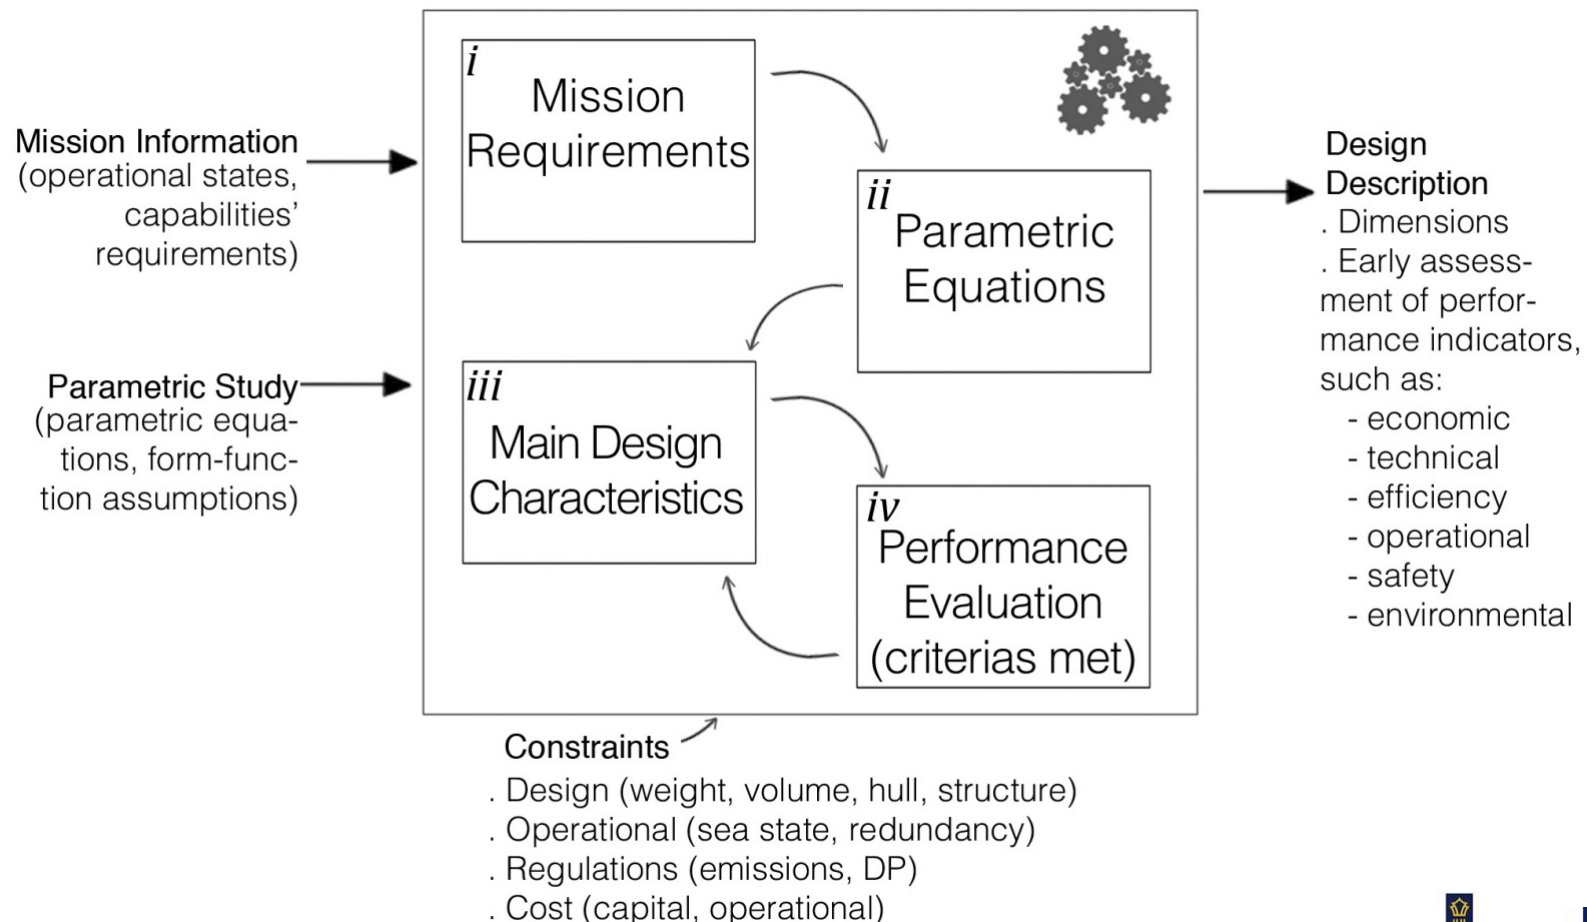 Mission Information
(operational states,
capabilities’
requirements)
Parametric Study
(parametric equa-
tions, form-func-
tion assumptions)
i
Mission
Requirements
ii
Parametric
Equations
iii
Main Design
Characteristics
iv
Performance
Evaluation
(criterias met)
Design
Description
. Dimensions
. Early assess-
ment of perfor-
mance indicators,
such as:
- economic
- technical
- efficiency
- operational
- safety
- environmental
Constraints
. Design (weight, volume, hull, structure)
. Operational (sea state, redundancy)
. Regulations (emissions, DP)
. Cost (capital, operational)